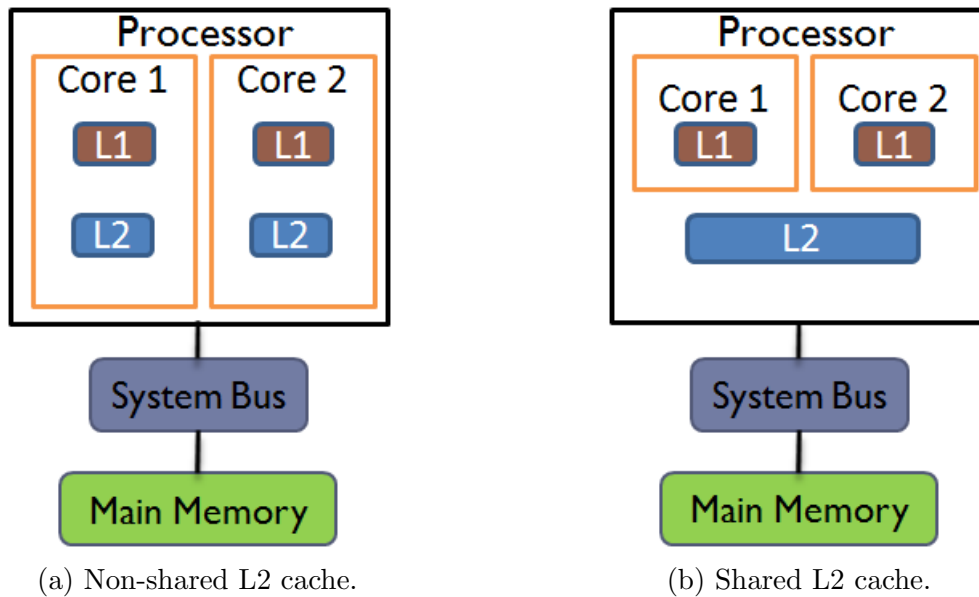 Processor
Core 1
Core 2
L1
L1
L2
L2
System Bus
Main Memory
(a) Non-shared L2 cache.
Processor
Core 1
Core 2
L1
L1
L2
System Bus
Main Memory
(b) Shared L2 cache.